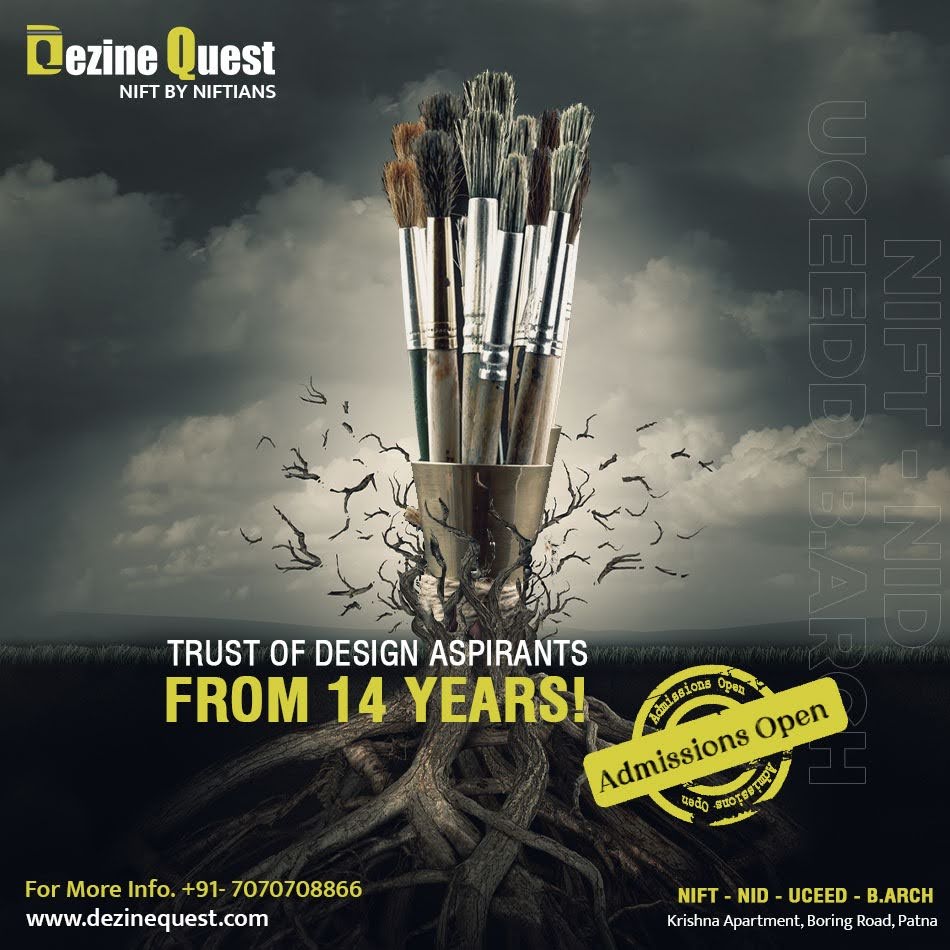 Dezine Quest
NIFT BY NIFTIANS
UCEEDD - B.ARCH
NIFT - NID
TRUST OF DESIGN ASPIRANTS
FROM 14 YEARS!
Admissions Open
Admissions Open
Admissions Open
For More Info. +91- 7070708866
www.dezinequest.com
NIFT - NID - UCEED - B.ARCH
Krishna Apartment, Boring Road, Patna